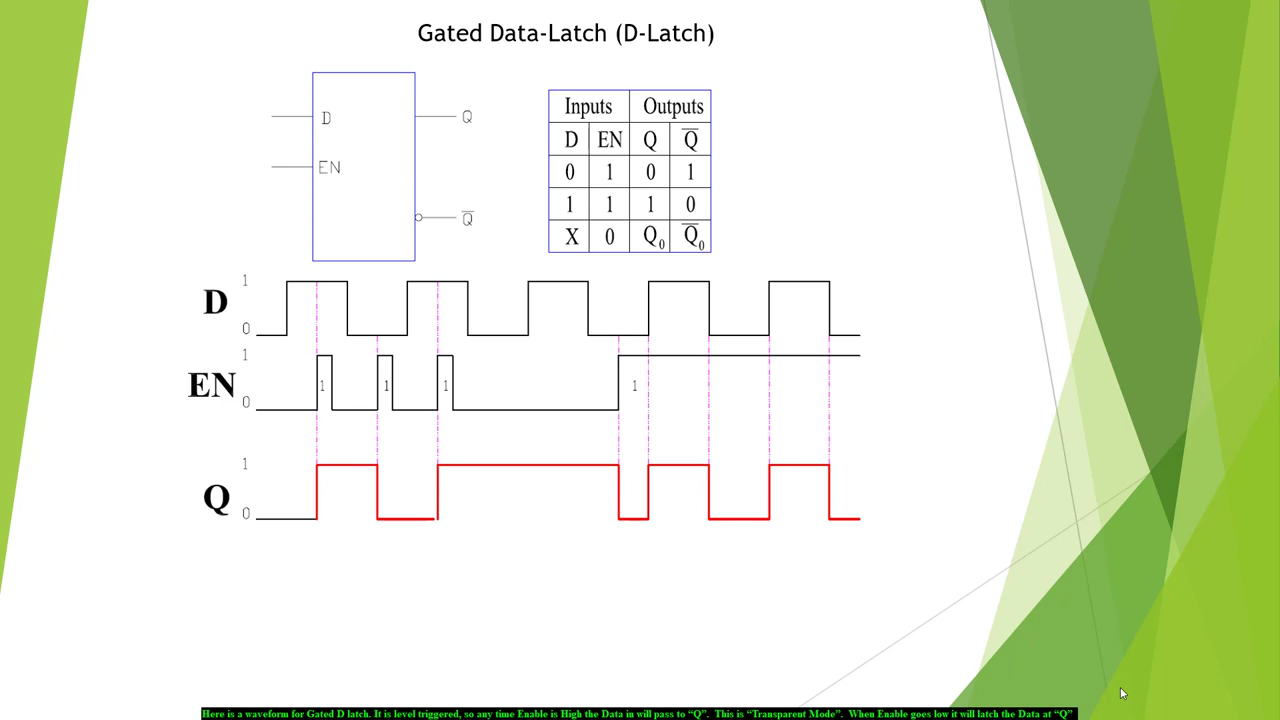 Gated Data-Latch (D-Latch)
D
Q
EN
Q̅
Inputs Outputs
D EN Q Q̅
0 1 0 1
1 1 1 0
X 0 Q₀ Q̅₀
1
D
0
1
EN 1 1 1 1
0
1
Q
0
Here is a waveform for Gated D latch. It is level triggered, so any time Enable is High the Data in will pass to “Q”. This is “Transparent Mode”. When Enable goes low it will latch the Data at “Q”